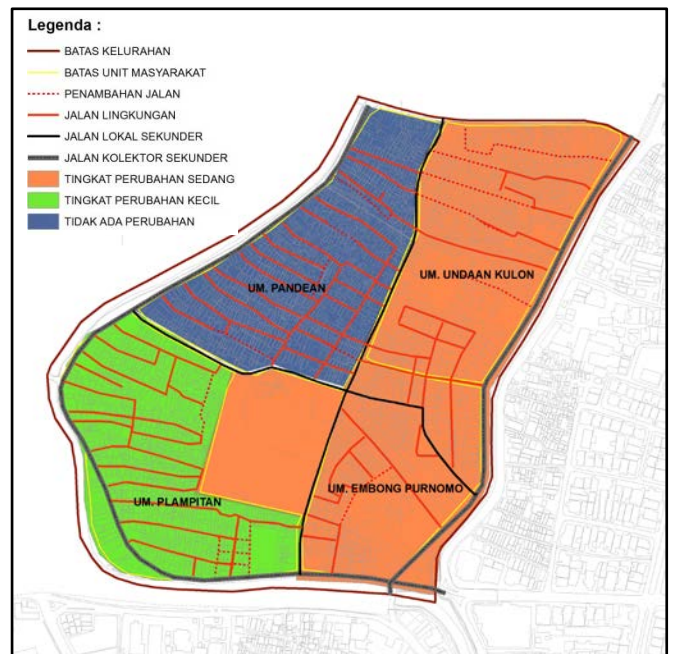 Legenda :
BATAS KELURAHAN
BATAS UNIT MASYARAKAT
PENAMBAHAN JALAN
JALAN LINGKUNGAN
JALAN LOKAL SEKUNDER
JALAN KOLEKTOR SEKUNDER
TINGKAT PERUBAHAN SEDANG
TINGKAT PERUBAHAN KECIL
TIDAK ADA PERUBAHAN
UM. UNDAAN KULON
UM. PANDEAN
UM. EMBONG PURNOMO
UM. PLAMPITAN